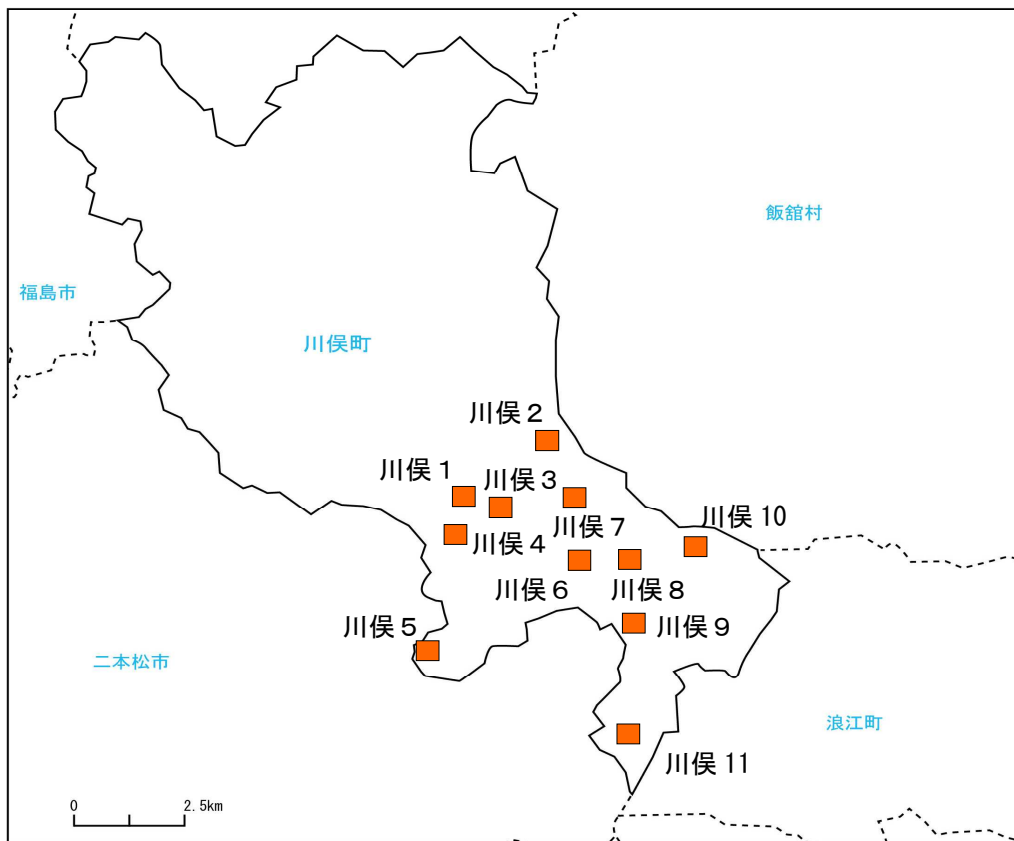 飯舘村
福島市
川俣町
川俣２
川俣１
川俣３
川俣10
川俣７
川俣４
川俣６
川俣８
川俣５
川俣９
二本松市
浪江町
川俣11
0 2.5km